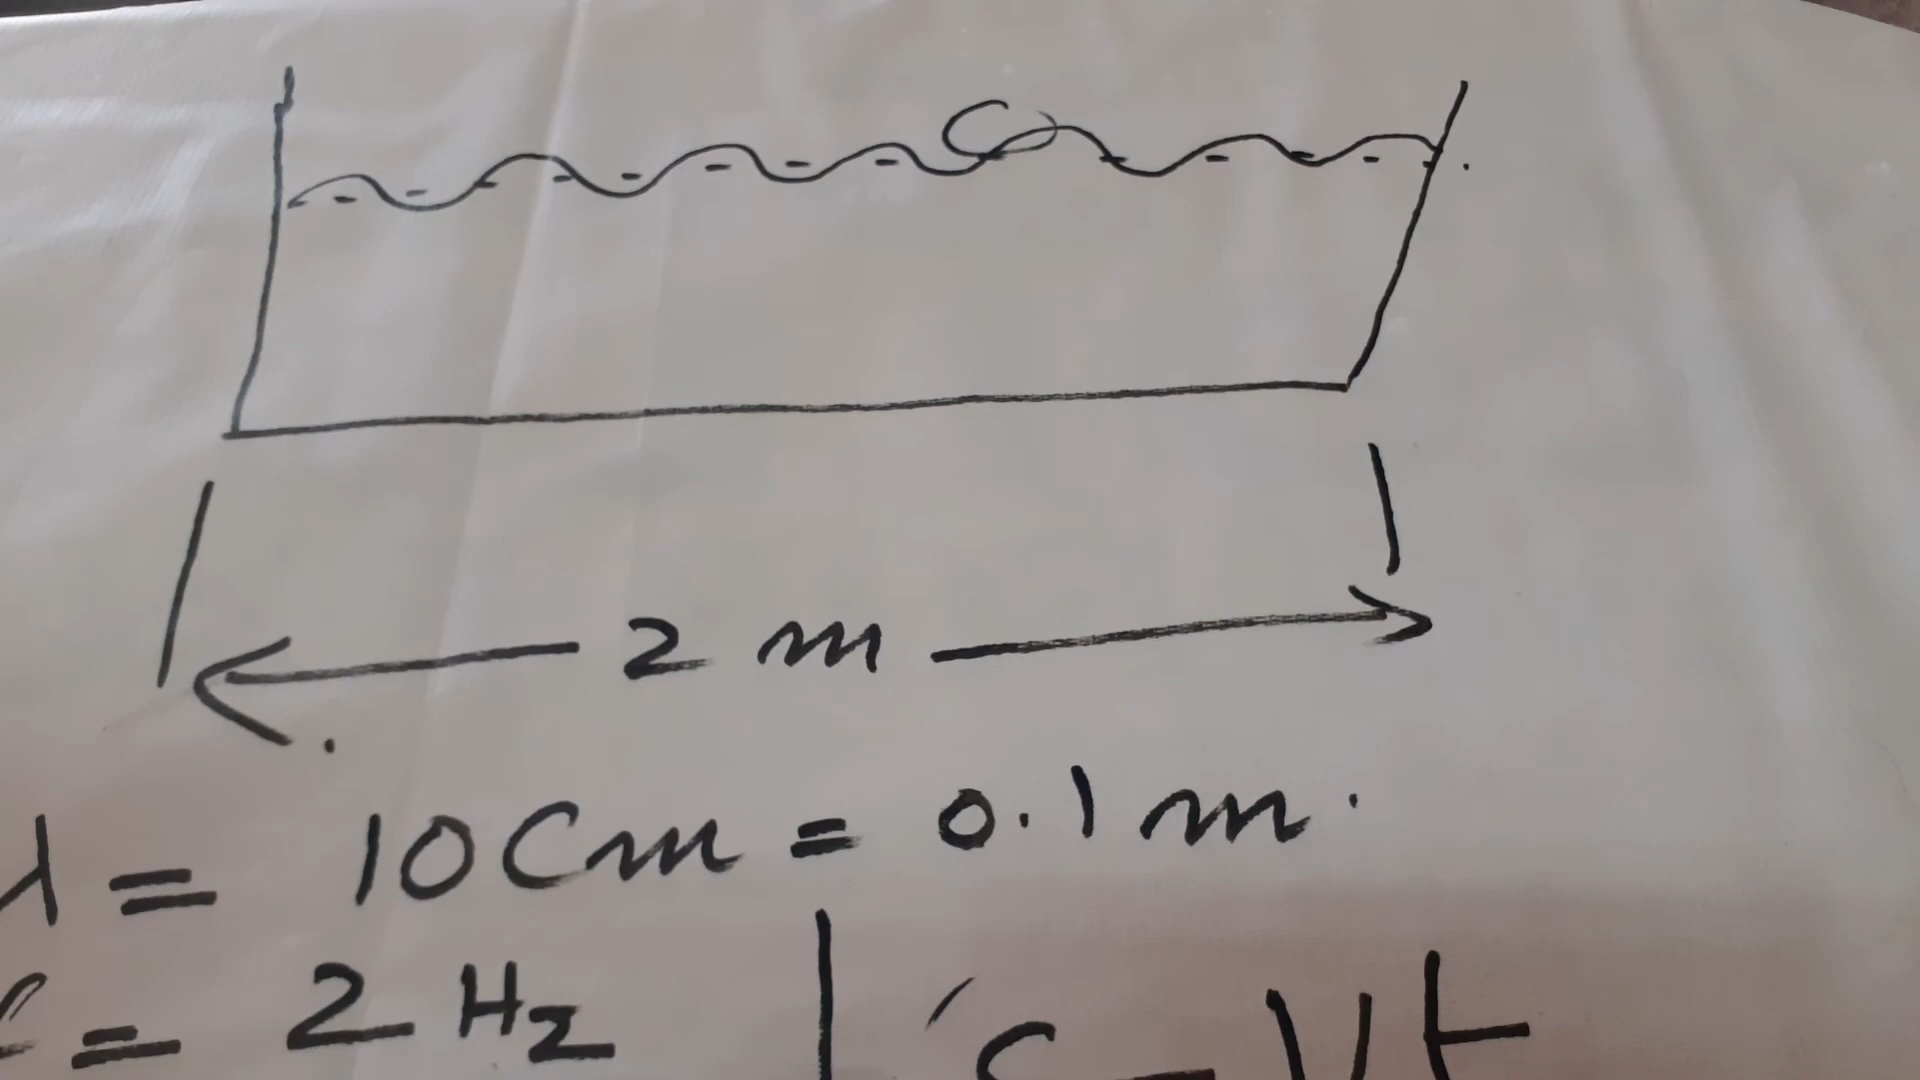 2 m
λ = 10 Cm = 0.1 m.
f = 2 Hz
S = Vt